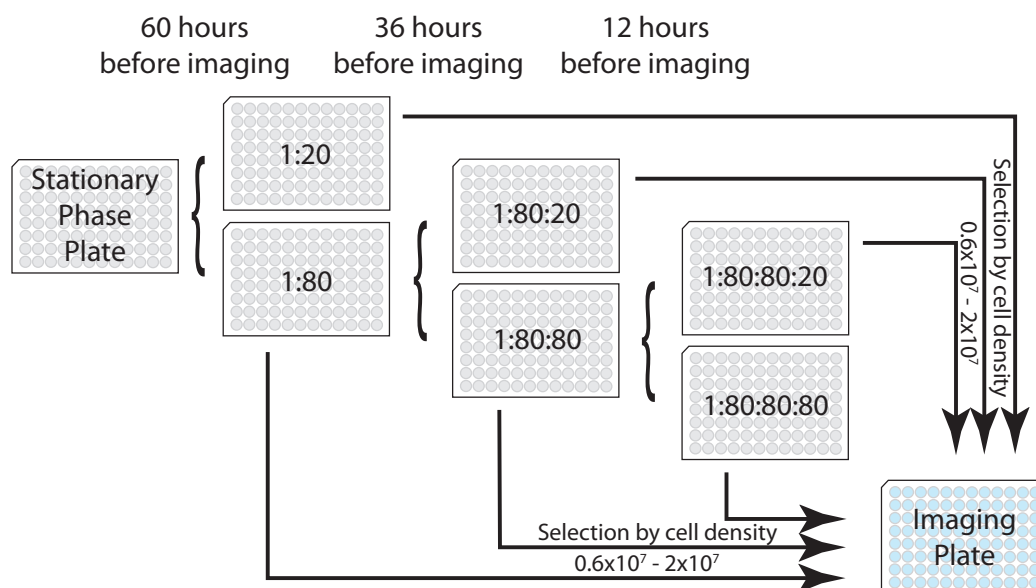 60 hours
before imaging
36 hours
before imaging
12 hours
before imaging
Stationary
Phase
Plate
1:20
1:80
1:80:20
1:80:80
1:80:80:20
1:80:80:80
Selection by cell density
0.6x10⁷ - 2x10⁷
Selection by cell density
0.6x10⁷ - 2x10⁷
Imaging
Plate